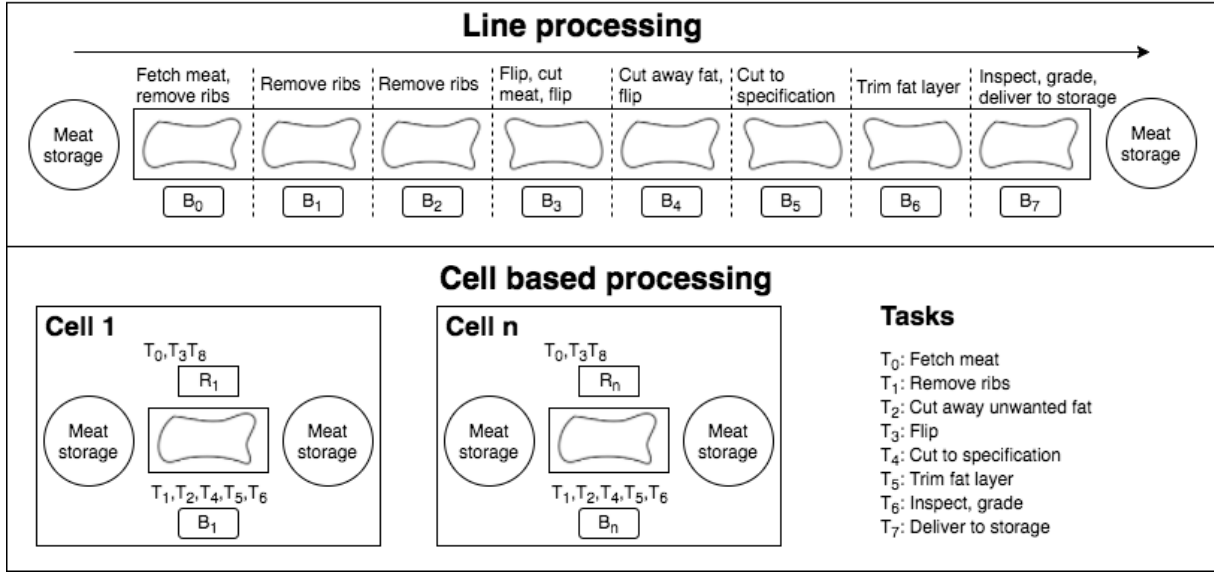 Line processing
Fetch meat,
remove ribs
Remove ribs
Remove ribs
Flip, cut
meat, flip
Cut away fat,
flip
Cut to
specification
Trim fat layer
Inspect, grade,
deliver to storage
Meat
storage
Meat
storage
B₀
B₁
B₂
B₃
B₄
B₅
B₆
B₇
Cell based processing
Cell 1
T₀,T₃T₈
R₁
Meat
storage
Meat
storage
T₁,T₂,T₄,T₅,T₆
B₁
Cell n
T₀,T₃T₈
Rₙ
Meat
storage
Meat
storage
T₁,T₂,T₄,T₅,T₆
Bₙ
Tasks
T₀: Fetch meat
T₁: Remove ribs
T₂: Cut away unwanted fat
T₃: Flip
T₄: Cut to specification
T₅: Trim fat layer
T₆: Inspect, grade
T₇: Deliver to storage